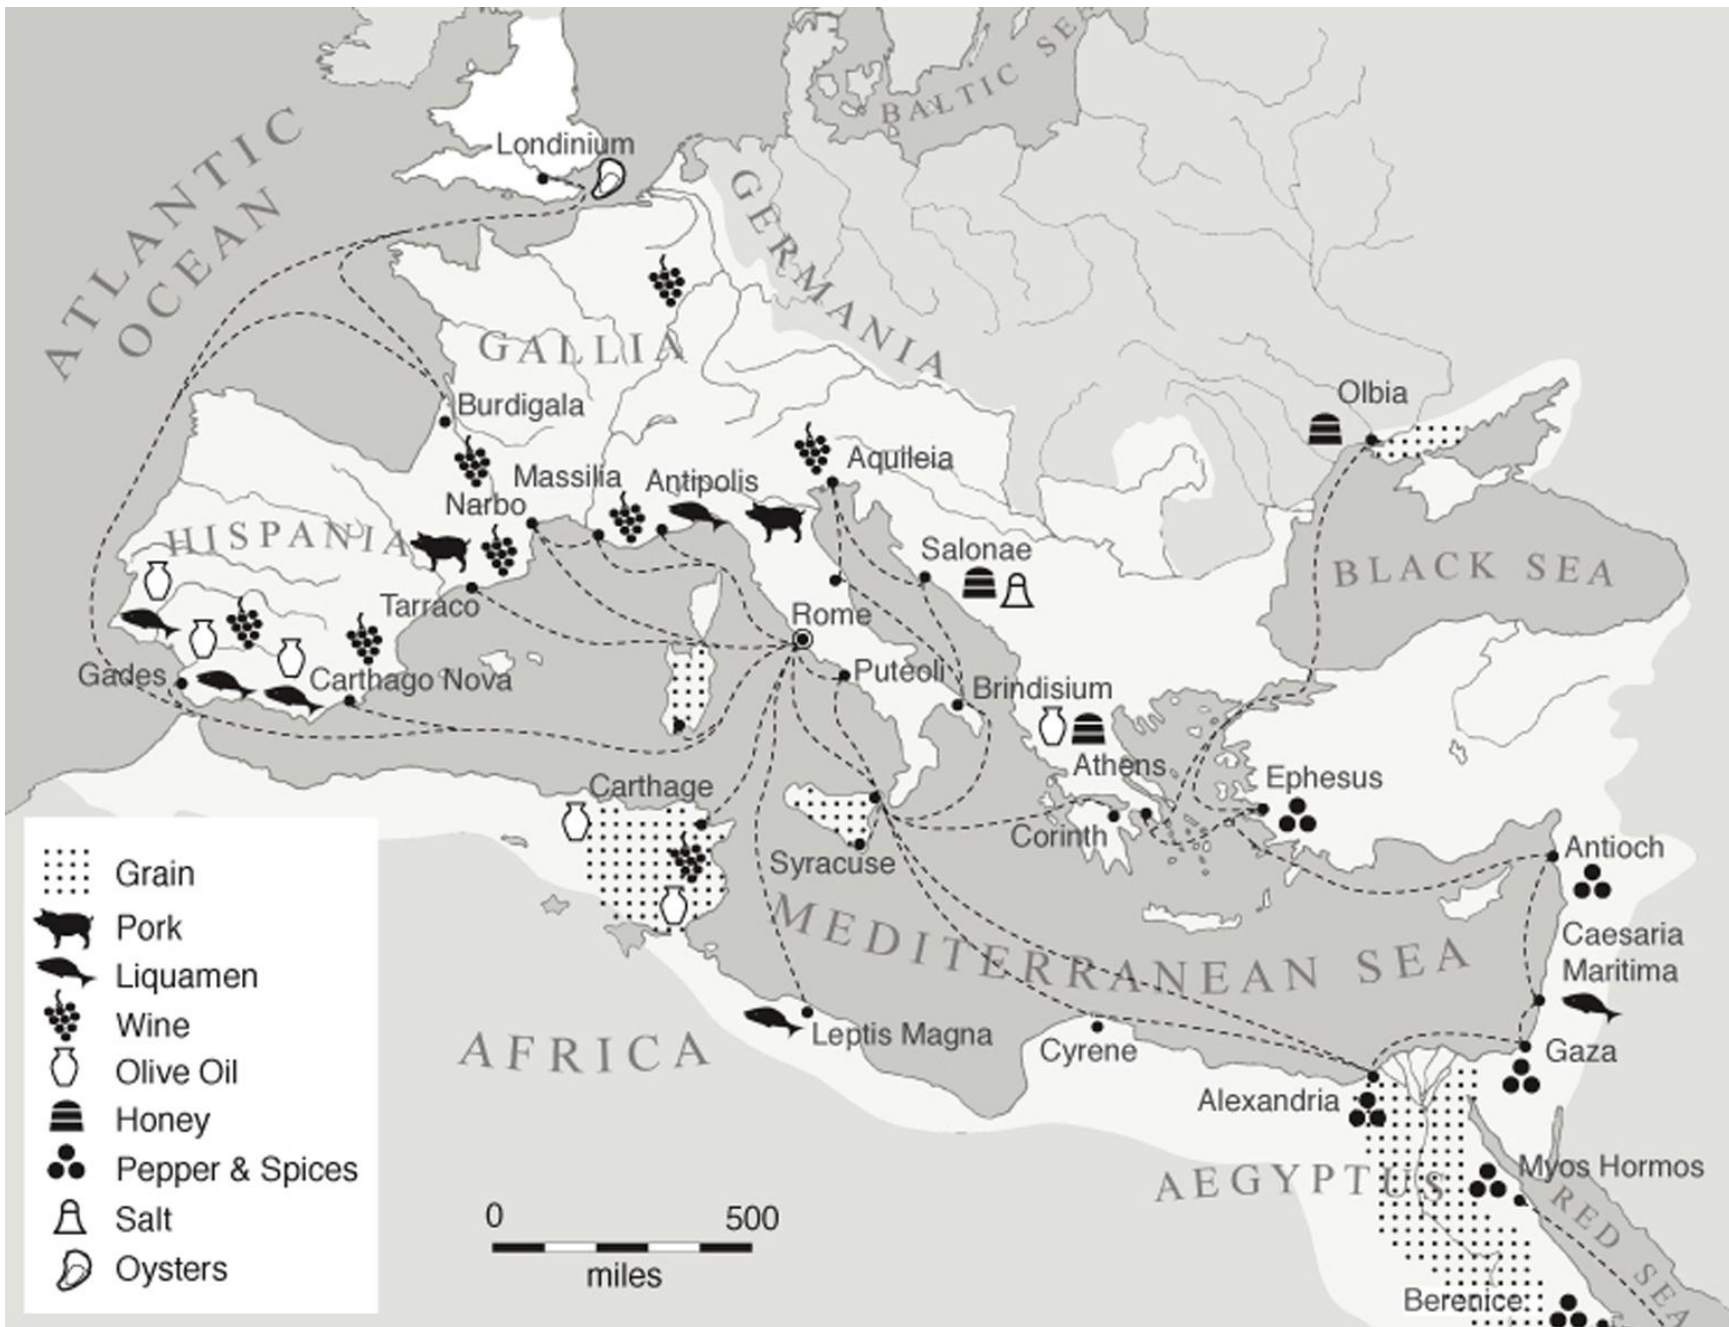 BALTIC SEA
Londinium
ATLANTIC
OCEAN
GERMANIA
GALLIA
Olbia
Burdigala
Massilia
Antipolis
Aquileia
Narbo
HISPANIA
Salonae
BLACK SEA
Tarraco
Rome
Gades
Carthago Nova
Puteoli
Brindisium
Athens
Ephesus
Carthage
Corinth
Syracuse
Antioch
MEDITERRANEAN SEA
Caesaria
Maritima
AFRICA
Leptis Magna
Cyrene
Gaza
Alexandria
AEGYPTUS
Myos Hormos
RED SEA
Berenice
Grain
Pork
Liquamen
Wine
Olive Oil
Honey
Pepper & Spices
Salt
Oysters
0 500
miles